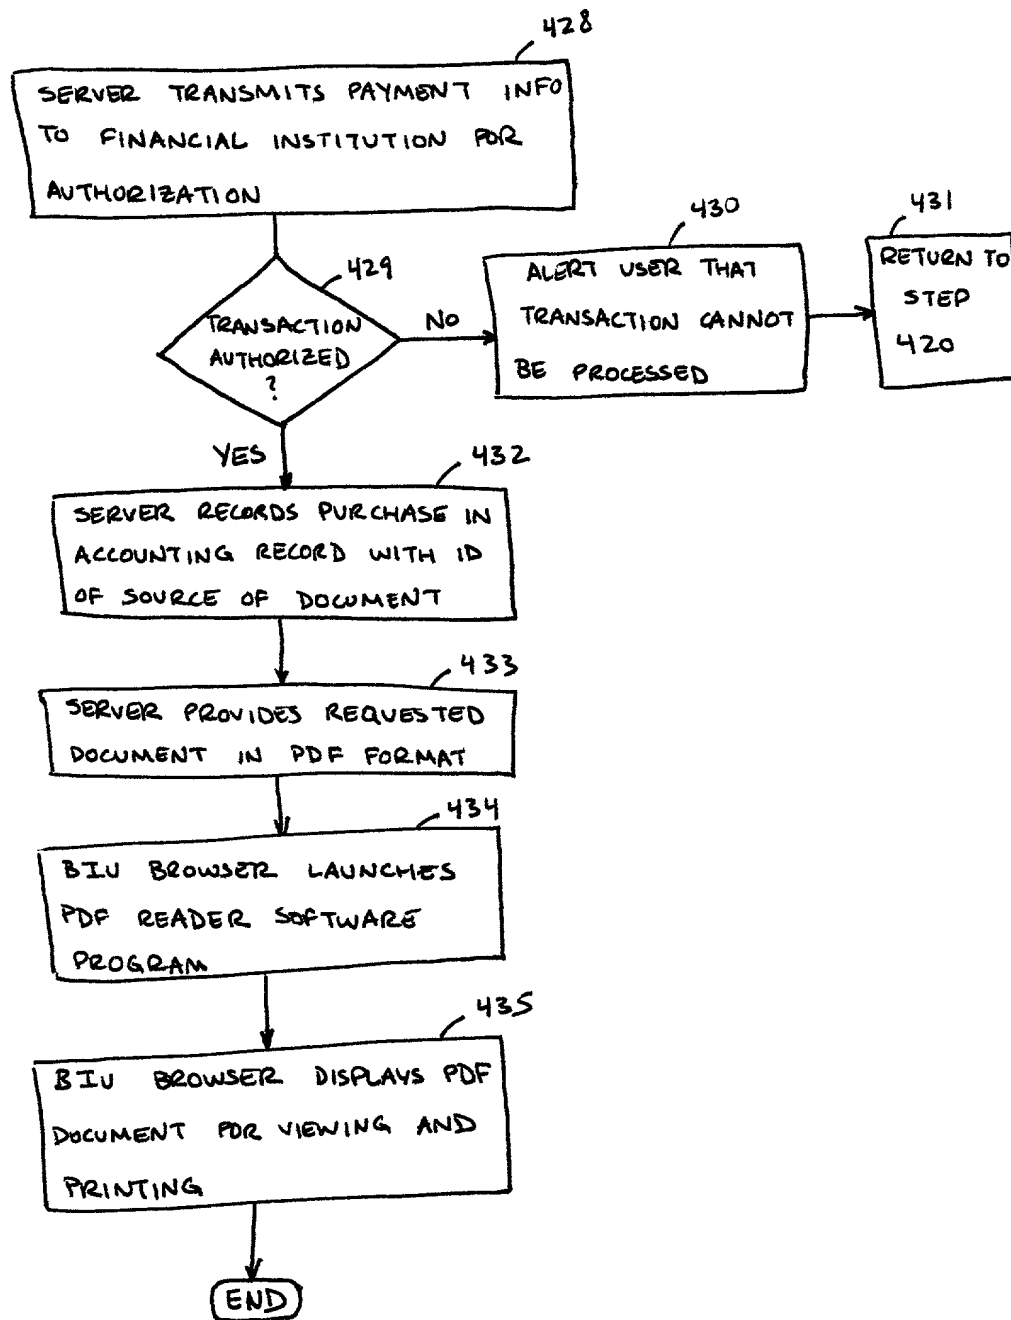 428
SERVER TRANSMITS PAYMENT INFO
TO FINANCIAL INSTITUTION FOR
AUTHORIZATION
429
TRANSACTION
AUTHORIZED
?
NO
430
ALERT USER THAT
TRANSACTION CANNOT
BE PROCESSED
431
RETURN TO
STEP
420
YES
432
SERVER RECORDS PURCHASE IN
ACCOUNTING RECORD WITH ID
OF SOURCE OF DOCUMENT
433
SERVER PROVIDES REQUESTED
DOCUMENT IN PDF FORMAT
434
BIU BROWSER LAUNCHES
PDF READER SOFTWARE
PROGRAM
435
BIU BROWSER DISPLAYS PDF
DOCUMENT FOR VIEWING AND
PRINTING
END